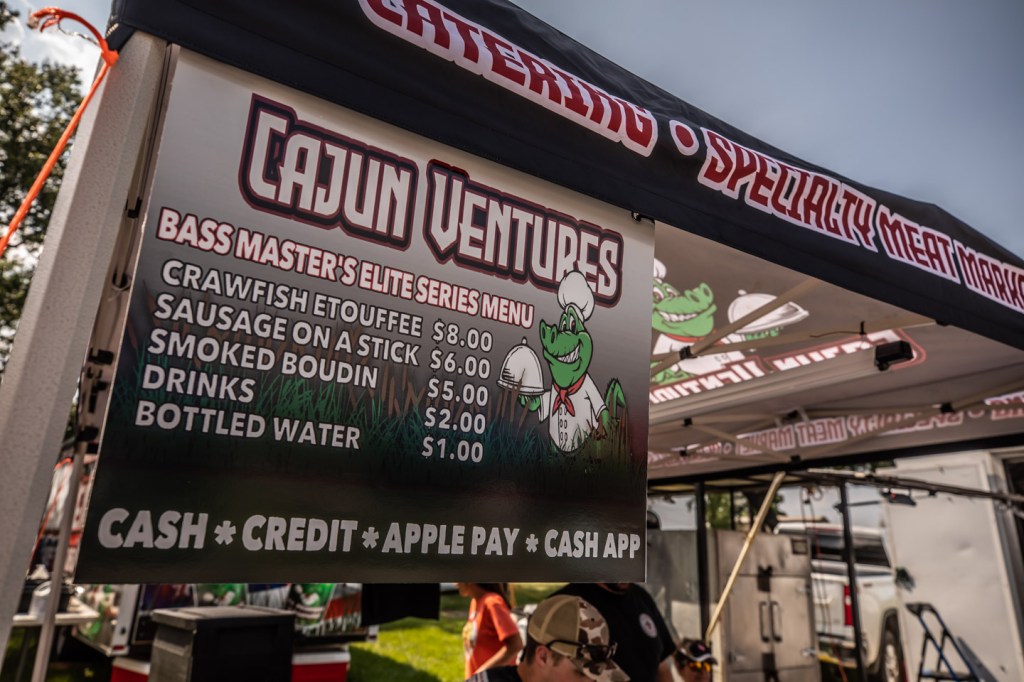 CATERING • SPECIALTY MEAT MARK
CAJUN VENTURES
BASS MASTER'S ELITE SERIES MENU
CRAWFISH ETOUFFEE $8.00
SAUSAGE ON A STICK $6.00
SMOKED BOUDIN $5.00
DRINKS $2.00
BOTTLED WATER $1.00
CASH * CREDIT * APPLE PAY * CASH APP